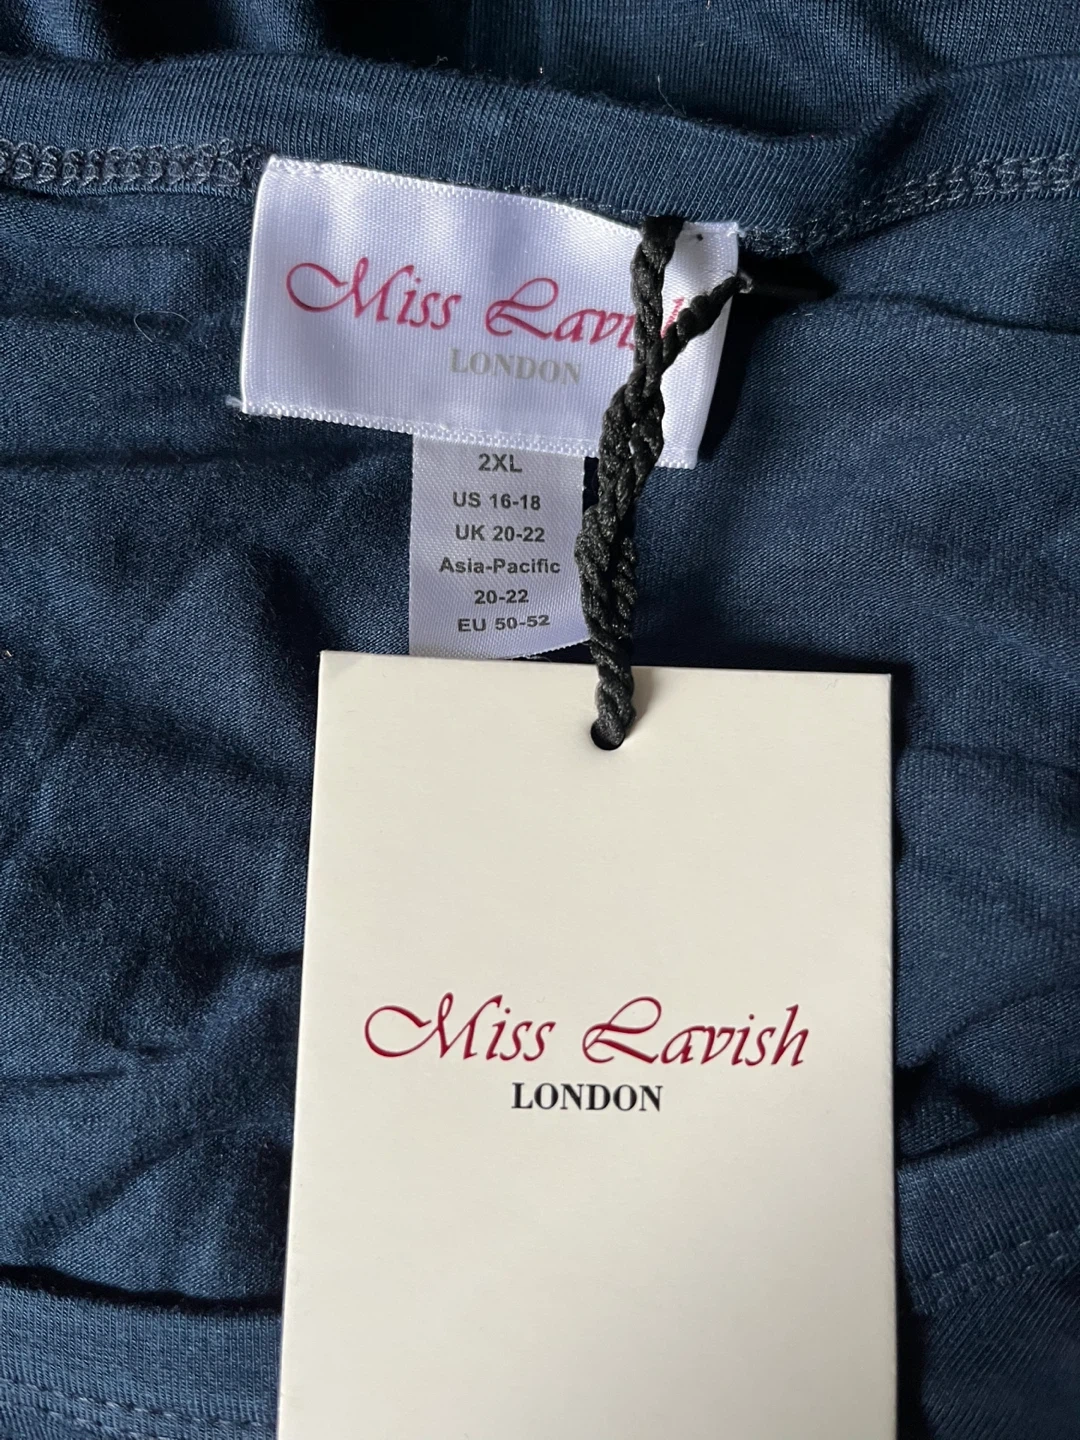 Miss Lavish
LONDON
2XL
US 16-18
UK 20-22
Asia-Pacific
20-22
EU 50-52
Miss Lavish
LONDON